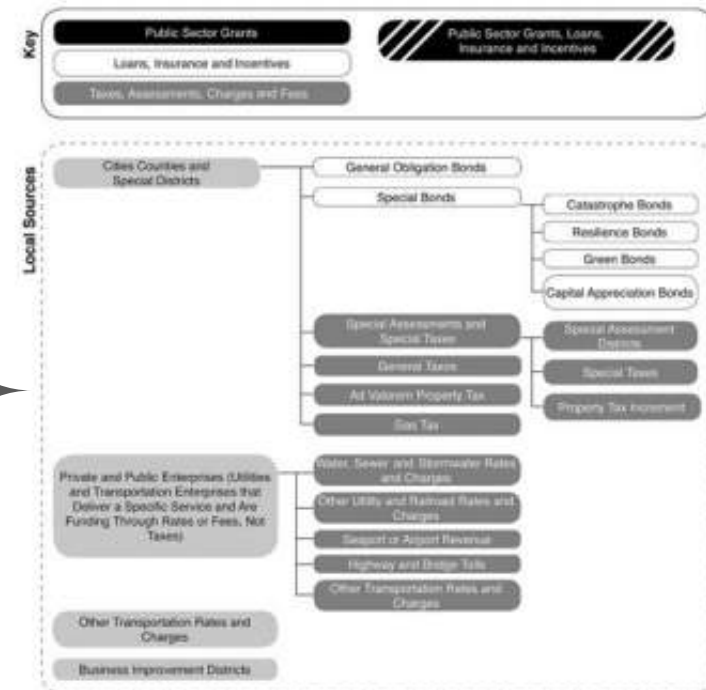 Key
Public Sector Grants
Loans, Insurance and Incentives
Taxes, Assessments, Charges and Fees
Public Sector Grants, Loans,
Insurance and Incentives
Local Sources
Cities Counties and
Special Districts
General Obligation Bonds
Special Bonds
Catastrophe Bonds
Resilience Bonds
Green Bonds
Capital Appreciation Bonds
Special Assessments and
Special Taxes
General Taxes
Ad Valorem Property Tax
Gas Tax
Special Assessment
Districts
Special Taxes
Property Tax Increment
Private and Public Enterprises (Utilities
and Transportation Enterprises that
Deliver a Specific Service and Are
Funding Through Rates or Fees, Not
Taxes)
Water, Sewer and Stormwater Rates
and Charges
Other Utility and Railroad Rates and
Charges
Seaport or Airport Revenue
Highway and Bridge Tolls
Other Transportation Rates and
Charges
Other Transportation Rates and
Charges
Business Improvement Districts